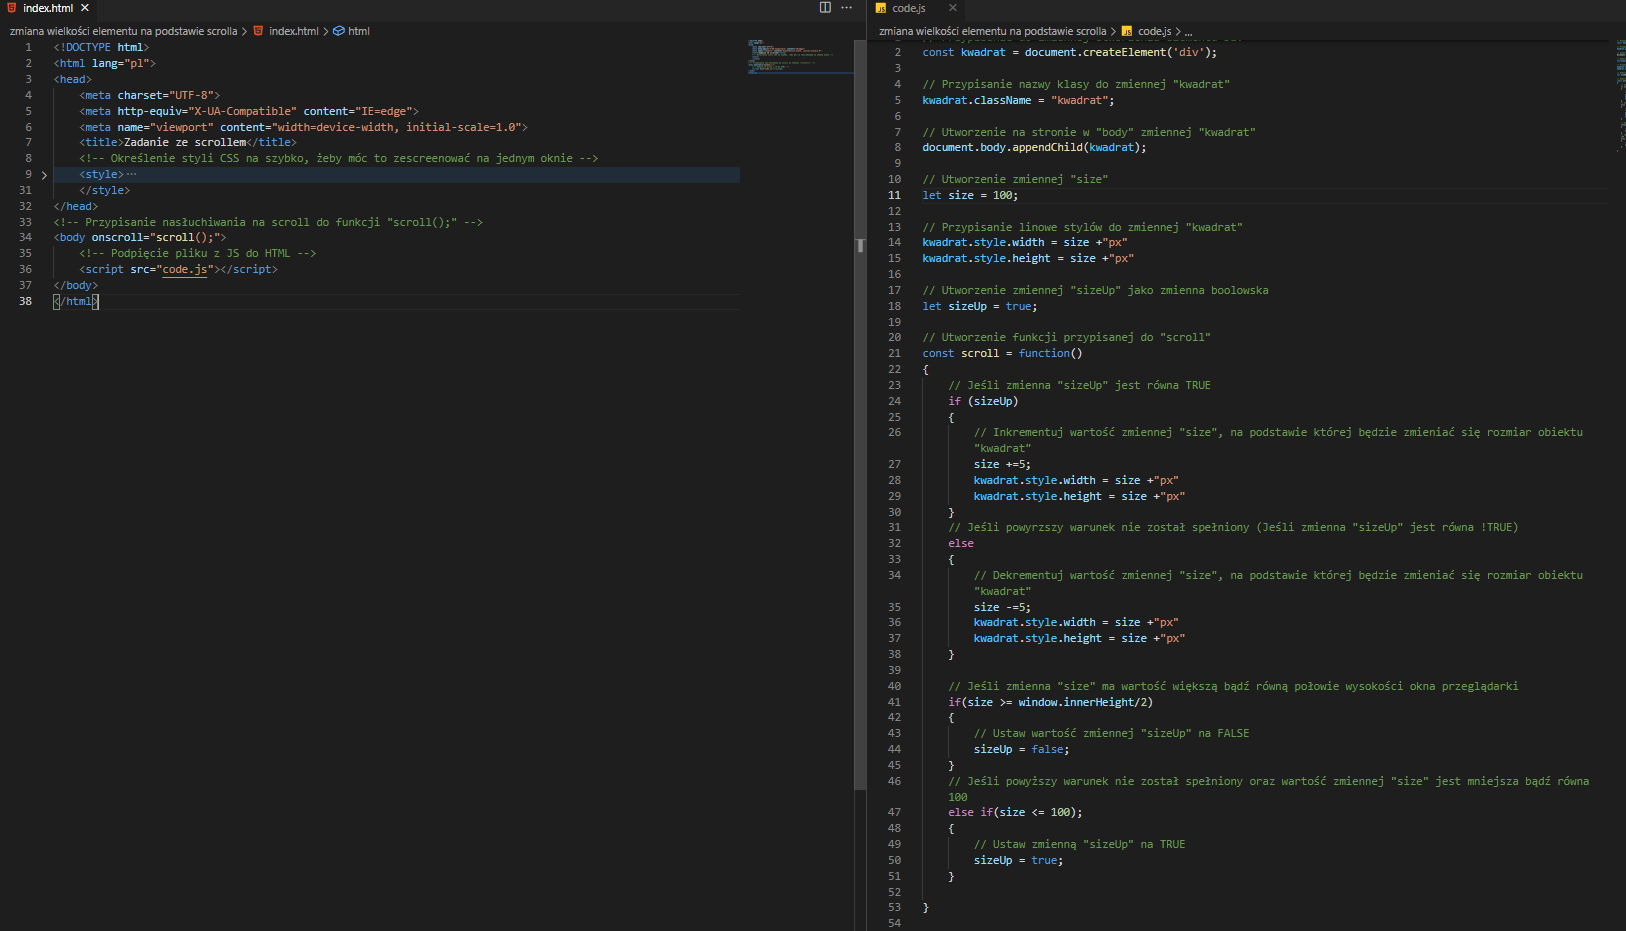 index.html
zmiana wielkości elementu na podstawie scrolla > index.html > html
1 <!DOCTYPE html>
2 <html lang="pl">
3 <head>
4 <meta charset="UTF-8">
5 <meta http-equiv="X-UA-Compatible" content="IE=edge">
6 <meta name="viewport" content="width=device-width, initial-scale=1.0">
7 <title>Zadanie ze scrollem</title>
8 <!-- Określenie styli CSS na szybko, żeby móc to zescreenować na jednym oknie -->
9 <style>...
31 </style>
32 </head>
33 <!-- Przypisanie nasłuchiwania na scroll do funkcji "scroll();" -->
34 <body onscroll="scroll();">
35 <!-- Podpięcie pliku z JS do HTML -->
36 <script src="code.js"></script>
37 </body>
38 </html>
JS code.js
zmiana wielkości elementu na podstawie scrolla > JS code.js > ...
2 const kwadrat = document.createElement('div');
3
4 // Przypisanie nazwy klasy do zmiennej "kwadrat"
5 kwadrat.className = "kwadrat";
6
7 // Utworzenie na stronie w "body" zmiennej "kwadrat"
8 document.body.appendChild(kwadrat);
9
10 // Utworzenie zmiennej "size"
11 let size = 100;
12
13 // Przypisanie linowe stylów do zmiennej "kwadrat"
14 kwadrat.style.width = size +"px"
15 kwadrat.style.height = size +"px"
16
17 // Utworzenie zmiennej "sizeUp" jako zmienna boolowska
18 let sizeUp = true;
19
20 // Utworzenie funkcji przypisanej do "scroll"
21 const scroll = function()
22 {
23 // Jeśli zmienna "sizeUp" jest równa TRUE
24 if (sizeUp)
25 {
26 // Inkrementuj wartość zmiennej "size", na podstawie której będzie zmieniać się rozmiar obiektu
"kwadrat"
27 size +=5;
28 kwadrat.style.width = size +"px"
29 kwadrat.style.height = size +"px"
30 }
31 // Jeśli powyrzszy warunek nie został spełniony (Jeśli zmienna "sizeUp" jest równa !TRUE)
32 else
33 {
34 // Dekrementuj wartość zmiennej "size", na podstawie której będzie zmieniać się rozmiar obiektu
"kwadrat"
35 size -=5;
36 kwadrat.style.width = size +"px"
37 kwadrat.style.height = size +"px"
38 }
39
40 // Jeśli zmienna "size" ma wartość większą bądź równą połowie wysokości okna przeglądarki
41 if(size >= window.innerHeight/2)
42 {
43 // Ustaw wartość zmiennej "sizeUp" na FALSE
44 sizeUp = false;
45 }
46 // Jeśli powyższy warunek nie został spełniony oraz wartość zmiennej "size" jest mniejsza bądź równa
100
47 else if(size <= 100);
48 {
49 // Ustaw zmienną "sizeUp" na TRUE
50 sizeUp = true;
51 }
52
53 }
54